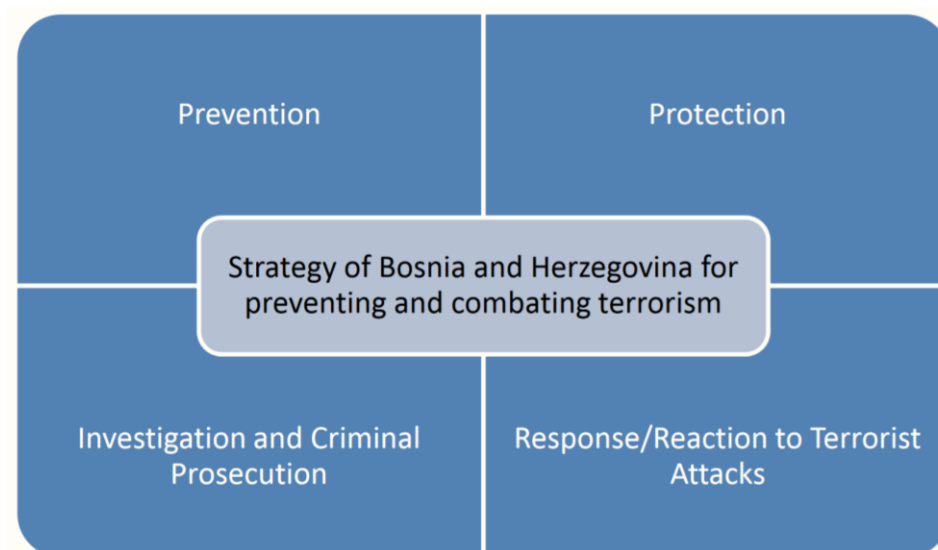 Prevention
Protection
Strategy of Bosnia and Herzegovina for
preventing and combating terrorism
Investigation and Criminal
Prosecution
Response/Reaction to Terrorist
Attacks